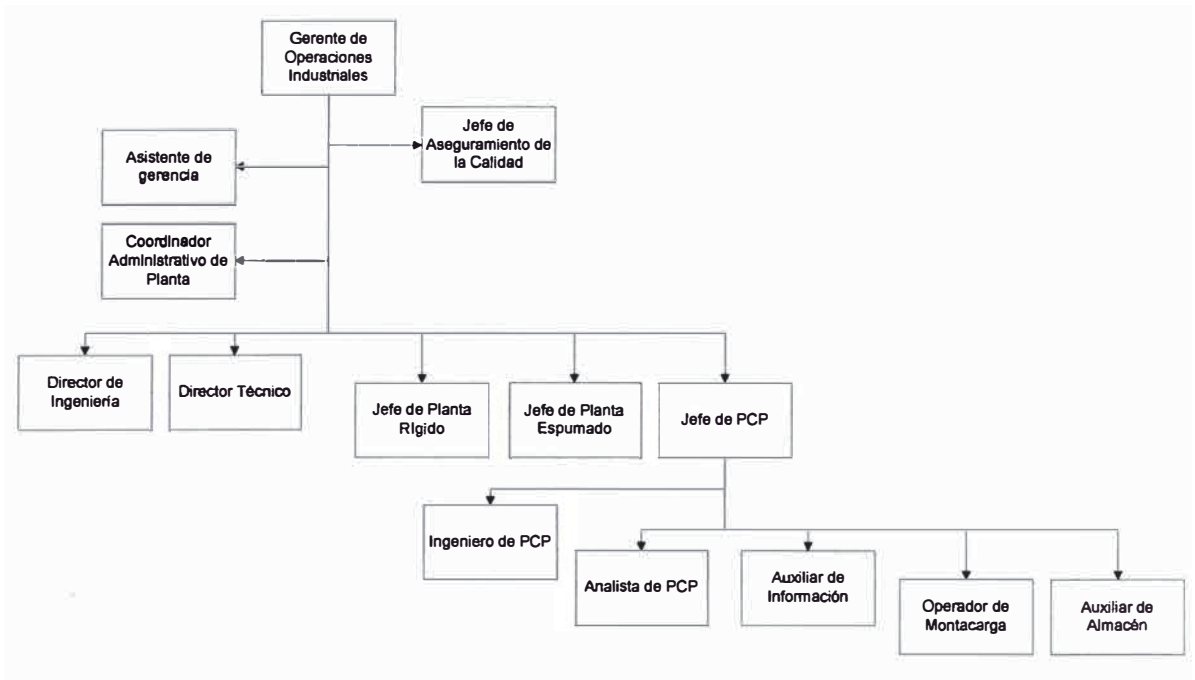 Gerente de
Operaciones
Industriales
Jefe de
Aseguramiento de
la Calidad
Asistente de
gerencia
Coordinador
Administrativo de
Planta
Director de
Ingeniería
Director Técnico
Jefe de Planta
Rígido
Jefe de Planta
Espumado
Jefe de PCP
Ingeniero de PCP
Analista de PCP
Auxiliar de
Información
Operador de
Montacarga
Auxiliar de
Almacén